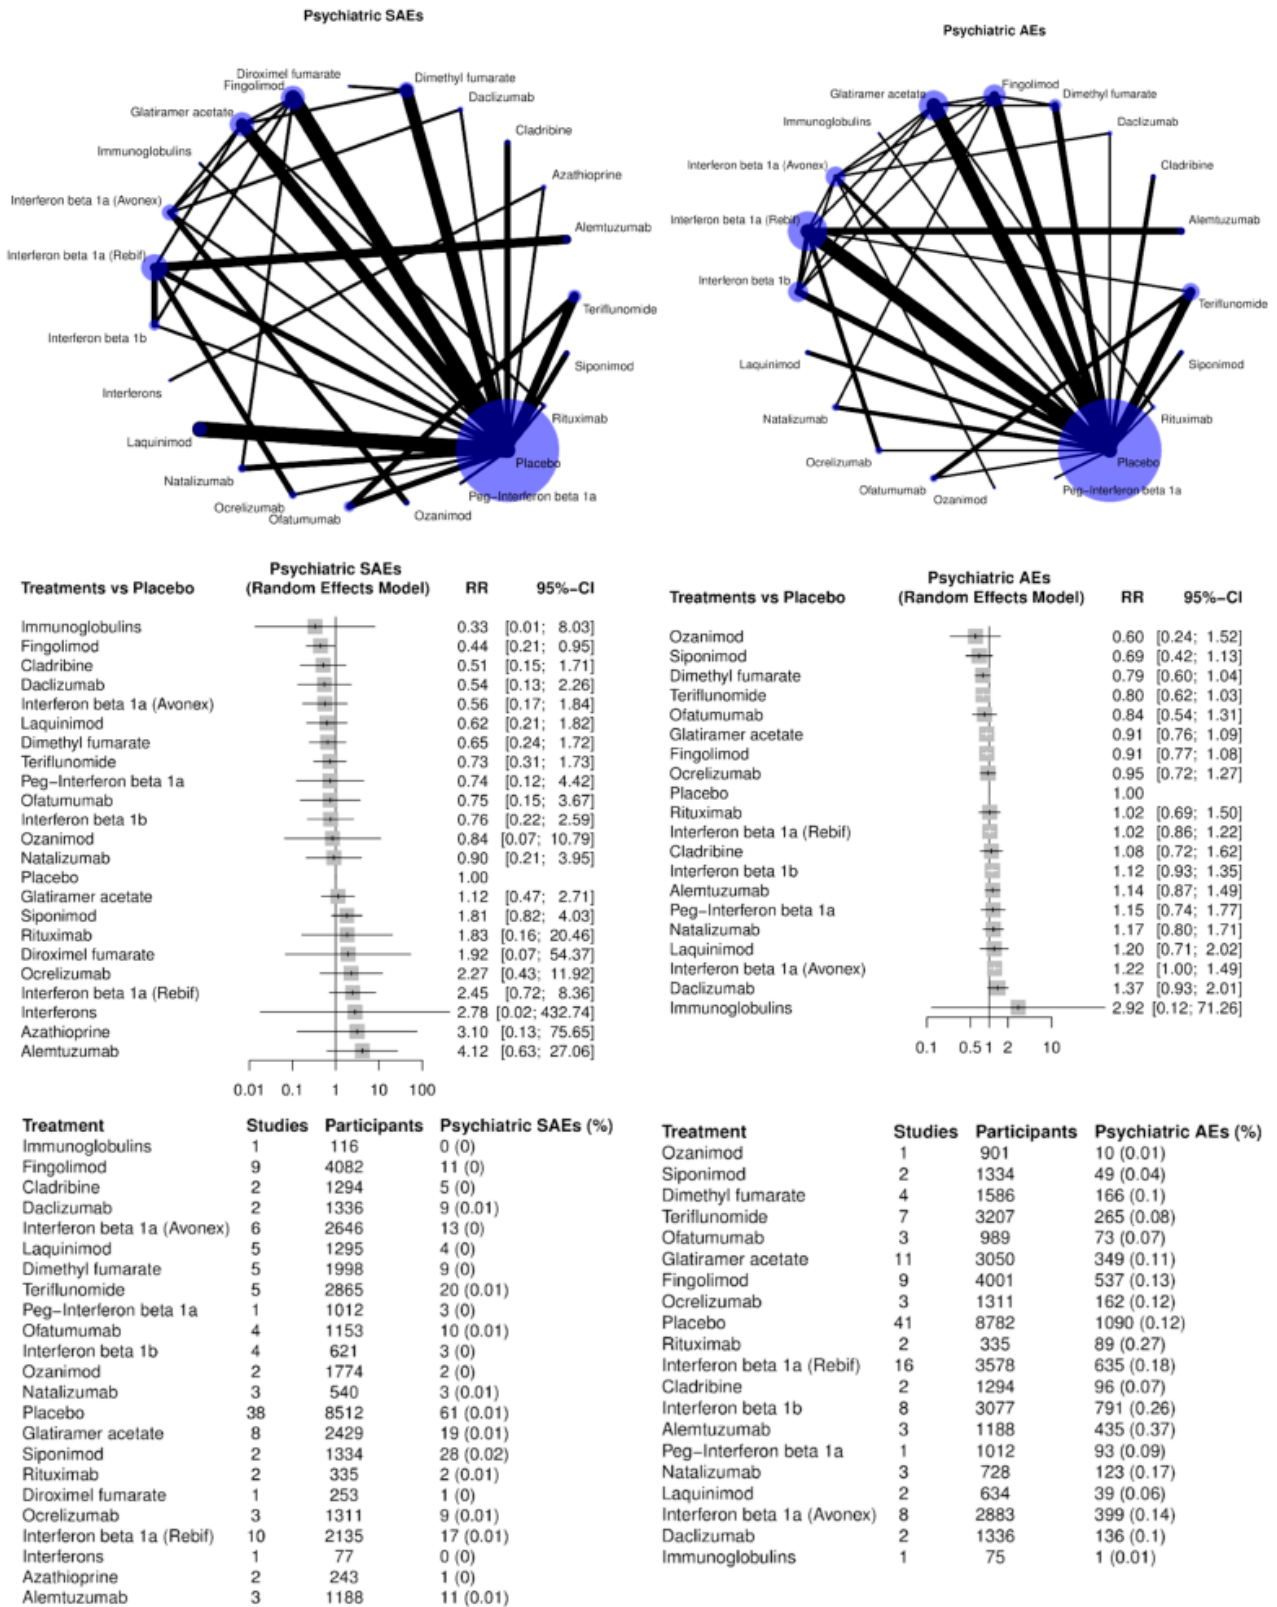 Psychiatric SAEs
Diroximel fumarate
Fingolimod
Dimethyl fumarate
Daclizumab
Glatiramer acetate
Cladribine
Immunoglobulins
Azathioprine
Interferon beta 1a (Avonex)
Alemtuzumab
Interferon beta 1a (Rebif)
Teriflunomide
Interferon beta 1b
Siponimod
Interferons
Rituximab
Laquinimod
Placebo
Natalizumab
Peg-Interferon beta 1a
Ocrelizumab
Ofatumumab
Ozanimod
Psychiatric AEs
Fingolimod
Glatiramer acetate
Dimethyl fumarate
Immunoglobulins
Daclizumab
Interferon beta 1a (Avonex)
Cladribine
Interferon beta 1a (Rebif)
Alemtuzumab
Interferon beta 1b
Teriflunomide
Laquinimod
Siponimod
Natalizumab
Rituximab
Ocrelizumab
Placebo
Ofatumumab
Ozanimod
Peg-Interferon beta 1a
Psychiatric SAEs
Treatments vs Placebo (Random Effects Model) RR 95%-CI
Immunoglobulins 0.33 [0.01; 8.03]
Fingolimod 0.44 [0.21; 0.95]
Cladribine 0.51 [0.15; 1.71]
Daclizumab 0.54 [0.13; 2.26]
Interferon beta 1a (Avonex) 0.56 [0.17; 1.84]
Laquinimod 0.62 [0.21; 1.82]
Dimethyl fumarate 0.65 [0.24; 1.72]
Teriflunomide 0.73 [0.31; 1.73]
Peg-Interferon beta 1a 0.74 [0.12; 4.42]
Ofatumumab 0.75 [0.15; 3.67]
Interferon beta 1b 0.76 [0.22; 2.59]
Ozanimod 0.84 [0.07; 10.79]
Natalizumab 0.90 [0.21; 3.95]
Placebo 1.00
Glatiramer acetate 1.12 [0.47; 2.71]
Siponimod 1.81 [0.82; 4.03]
Rituximab 1.83 [0.16; 20.46]
Diroximel fumarate 1.92 [0.07; 54.37]
Ocrelizumab 2.27 [0.43; 11.92]
Interferon beta 1a (Rebif) 2.45 [0.72; 8.36]
Interferons 2.78 [0.02; 432.74]
Azathioprine 3.10 [0.13; 75.65]
Alemtuzumab 4.12 [0.63; 27.06]
0.01 0.1 1 10 100
Psychiatric AEs
Treatments vs Placebo (Random Effects Model) RR 95%-CI
Ozanimod 0.60 [0.24; 1.52]
Siponimod 0.69 [0.42; 1.13]
Dimethyl fumarate 0.79 [0.60; 1.04]
Teriflunomide 0.80 [0.62; 1.03]
Ofatumumab 0.84 [0.54; 1.31]
Glatiramer acetate 0.91 [0.76; 1.09]
Fingolimod 0.91 [0.77; 1.08]
Ocrelizumab 0.95 [0.72; 1.27]
Placebo 1.00
Rituximab 1.02 [0.69; 1.50]
Interferon beta 1a (Rebif) 1.02 [0.86; 1.22]
Cladribine 1.08 [0.72; 1.62]
Interferon beta 1b 1.12 [0.93; 1.35]
Alemtuzumab 1.14 [0.87; 1.49]
Peg-Interferon beta 1a 1.15 [0.74; 1.77]
Natalizumab 1.17 [0.80; 1.71]
Laquinimod 1.20 [0.71; 2.02]
Interferon beta 1a (Avonex) 1.22 [1.00; 1.49]
Daclizumab 1.37 [0.93; 2.01]
Immunoglobulins 2.92 [0.12; 71.26]
0.1 0.5 1 2 10
Treatment Studies Participants Psychiatric SAEs (%)
Immunoglobulins 1 116 0 (0)
Fingolimod 9 4082 11 (0)
Cladribine 2 1294 5 (0)
Daclizumab 2 1336 9 (0.01)
Interferon beta 1a (Avonex) 6 2646 13 (0)
Laquinimod 5 1295 4 (0)
Dimethyl fumarate 5 1998 9 (0)
Teriflunomide 5 2865 20 (0.01)
Peg-Interferon beta 1a 1 1012 3 (0)
Ofatumumab 4 1153 10 (0.01)
Interferon beta 1b 4 621 3 (0)
Ozanimod 2 1774 2 (0)
Natalizumab 3 540 3 (0.01)
Placebo 38 8512 61 (0.01)
Glatiramer acetate 8 2429 19 (0.01)
Siponimod 2 1334 28 (0.02)
Rituximab 2 335 2 (0.01)
Diroximel fumarate 1 253 1 (0)
Ocrelizumab 3 1311 9 (0.01)
Interferon beta 1a (Rebif) 10 2135 17 (0.01)
Interferons 1 77 0 (0)
Azathioprine 2 243 1 (0)
Alemtuzumab 3 1188 11 (0.01)
Treatment Studies Participants Psychiatric AEs (%)
Ozanimod 1 901 10 (0.01)
Siponimod 2 1334 49 (0.04)
Dimethyl fumarate 4 1586 166 (0.1)
Teriflunomide 7 3207 265 (0.08)
Ofatumumab 3 989 73 (0.07)
Glatiramer acetate 11 3050 349 (0.11)
Fingolimod 9 4001 537 (0.13)
Ocrelizumab 3 1311 162 (0.12)
Placebo 41 8782 1090 (0.12)
Rituximab 2 335 89 (0.27)
Interferon beta 1a (Rebif) 16 3578 635 (0.18)
Cladribine 2 1294 96 (0.07)
Interferon beta 1b 8 3077 791 (0.26)
Alemtuzumab 3 1188 435 (0.37)
Peg-Interferon beta 1a 1 1012 93 (0.09)
Natalizumab 3 728 123 (0.17)
Laquinimod 2 634 39 (0.06)
Interferon beta 1a (Avonex) 8 2883 399 (0.14)
Daclizumab 2 1336 136 (0.1)
Immunoglobulins 1 75 1 (0.01)